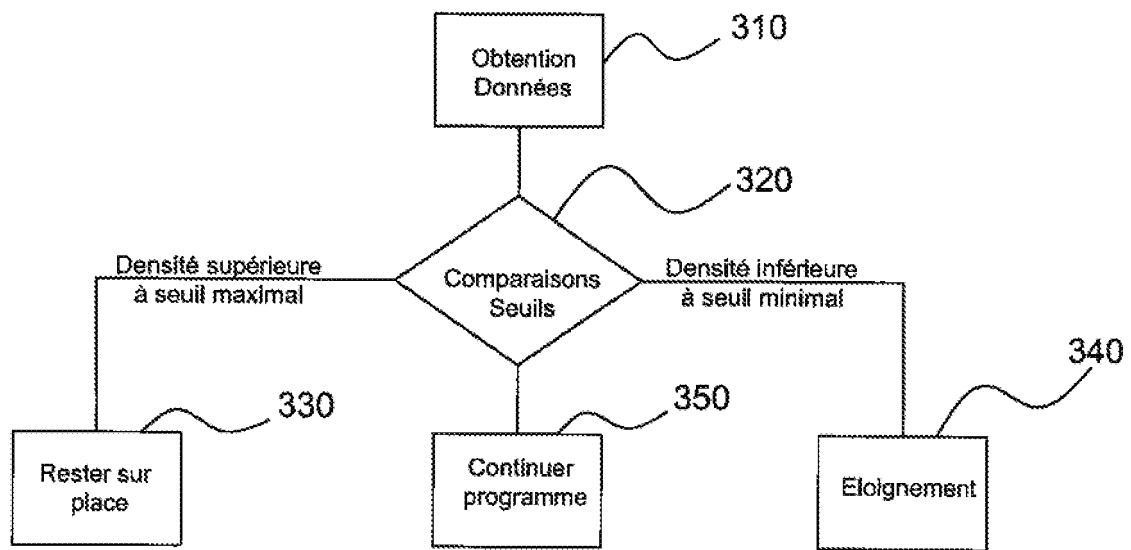 310
Obtention
Données
320
Densité supérieure
à seuil maximal
Comparaisons
Seuils
Densité inférieure
à seuil minimal
330
350
340
Rester sur
place
Continuer
programme
Eloignement